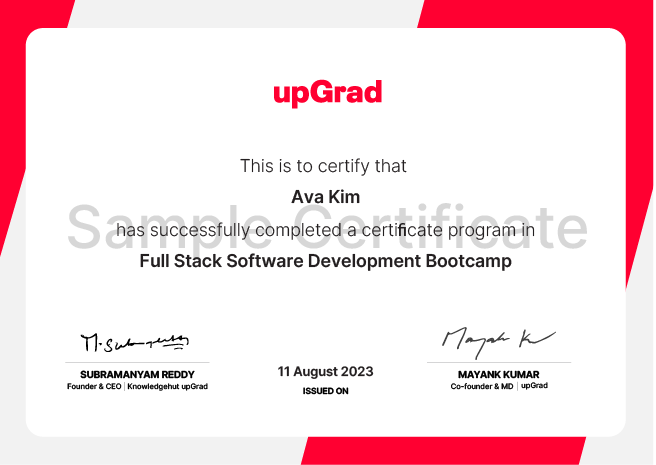 upGrad
This is to certify that
Ava Kim
Sample Certificate
has successfully completed a certificate program in
Full Stack Software Development Bootcamp
M. Subramanyam
Mayank Ku
SUBRAMANYAM REDDY
Founder & CEO | Knowledgehut upGrad
11 August 2023
ISSUED ON
MAYANK KUMAR
Co-founder & MD | upGrad